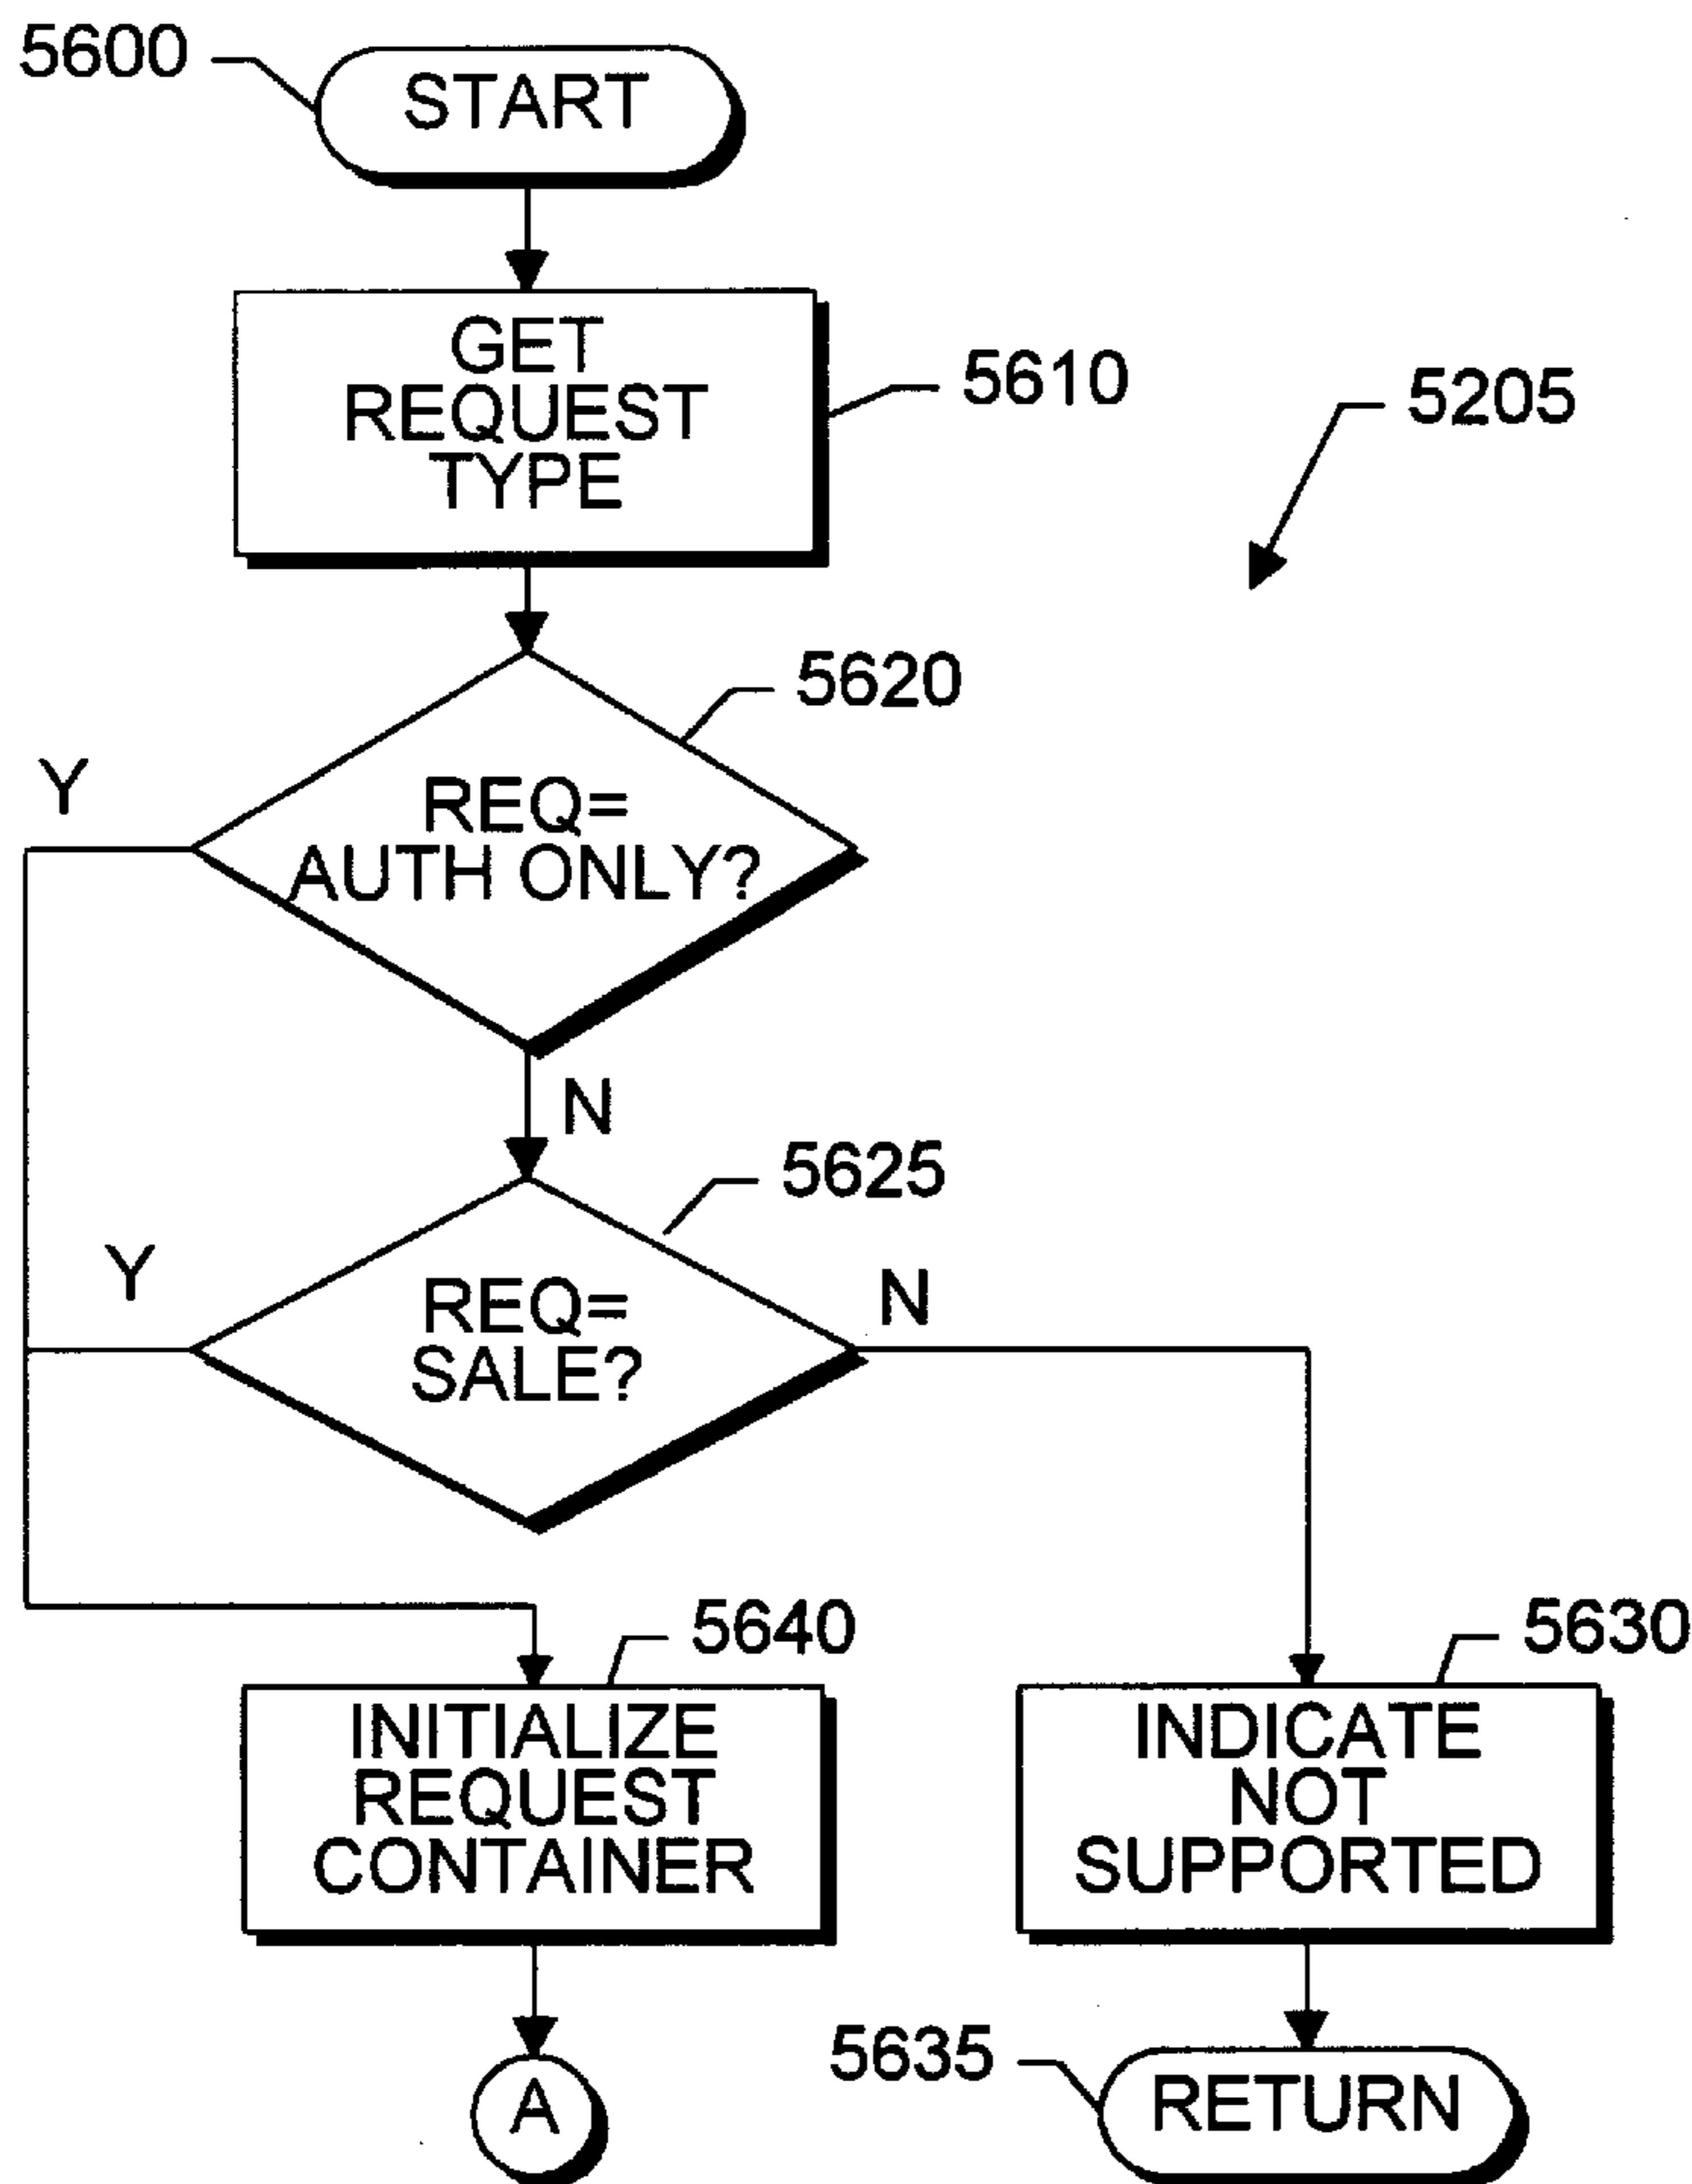 5600
START
GET
REQUEST
TYPE
5610
5205
5620
Y
REQ=
AUTH ONLY?
N
5625
Y
REQ=
SALE?
N
5640
5630
INITIALIZE
REQUEST
CONTAINER
INDICATE
NOT
SUPPORTED
A
5635
RETURN